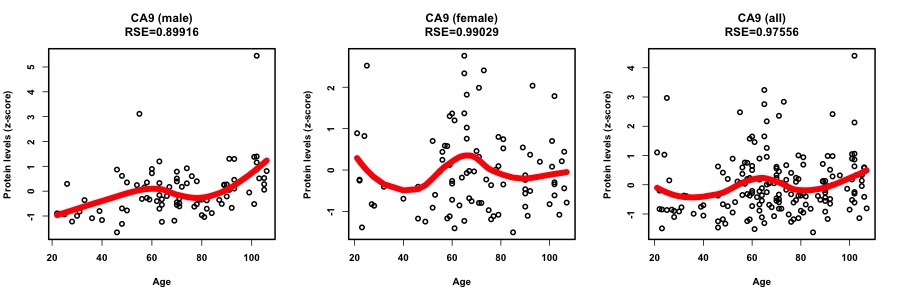 CA9 (male)
RSE=0.89916
Protein levels (z-score)
5
4
3
2
1
0
-1
20 40 60 80 100
Age
CA9 (female)
RSE=0.99029
Protein levels (z-score)
2
1
0
-1
20 40 60 80 100
Age
CA9 (all)
RSE=0.97556
Protein levels (z-score)
4
3
2
1
0
-1
20 40 60 80 100
Age